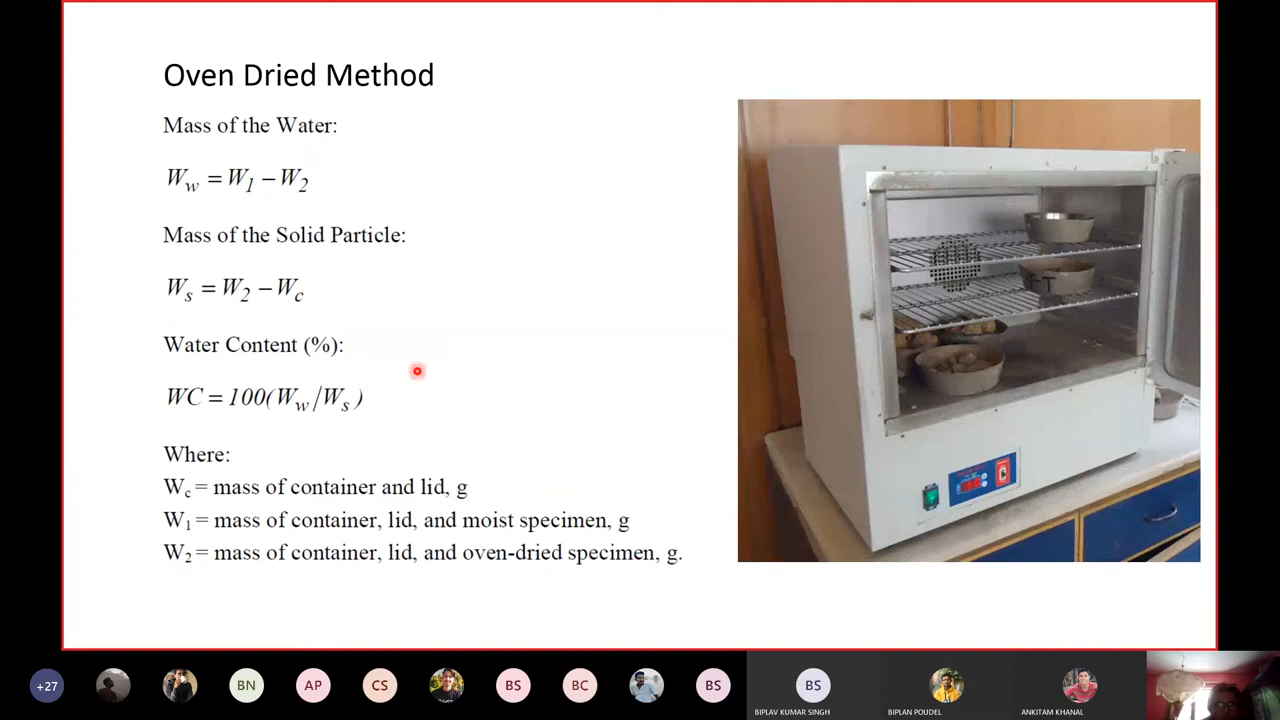 Oven Dried Method
Mass of the Water:
W_w = W_1 − W_2
Mass of the Solid Particle:
W_s = W_2 − W_c
Water Content (%):
WC = 100(W_w/W_s )
Where:
W_c = mass of container and lid, g
W_1 = mass of container, lid, and moist specimen, g
W_2 = mass of container, lid, and oven-dried specimen, g.
+27
BN
AP
CS
BS
BC
BS
BS
BIPLAV KUMAR SINGH
BIPLAN POUDEL
ANKITAM KHANAL